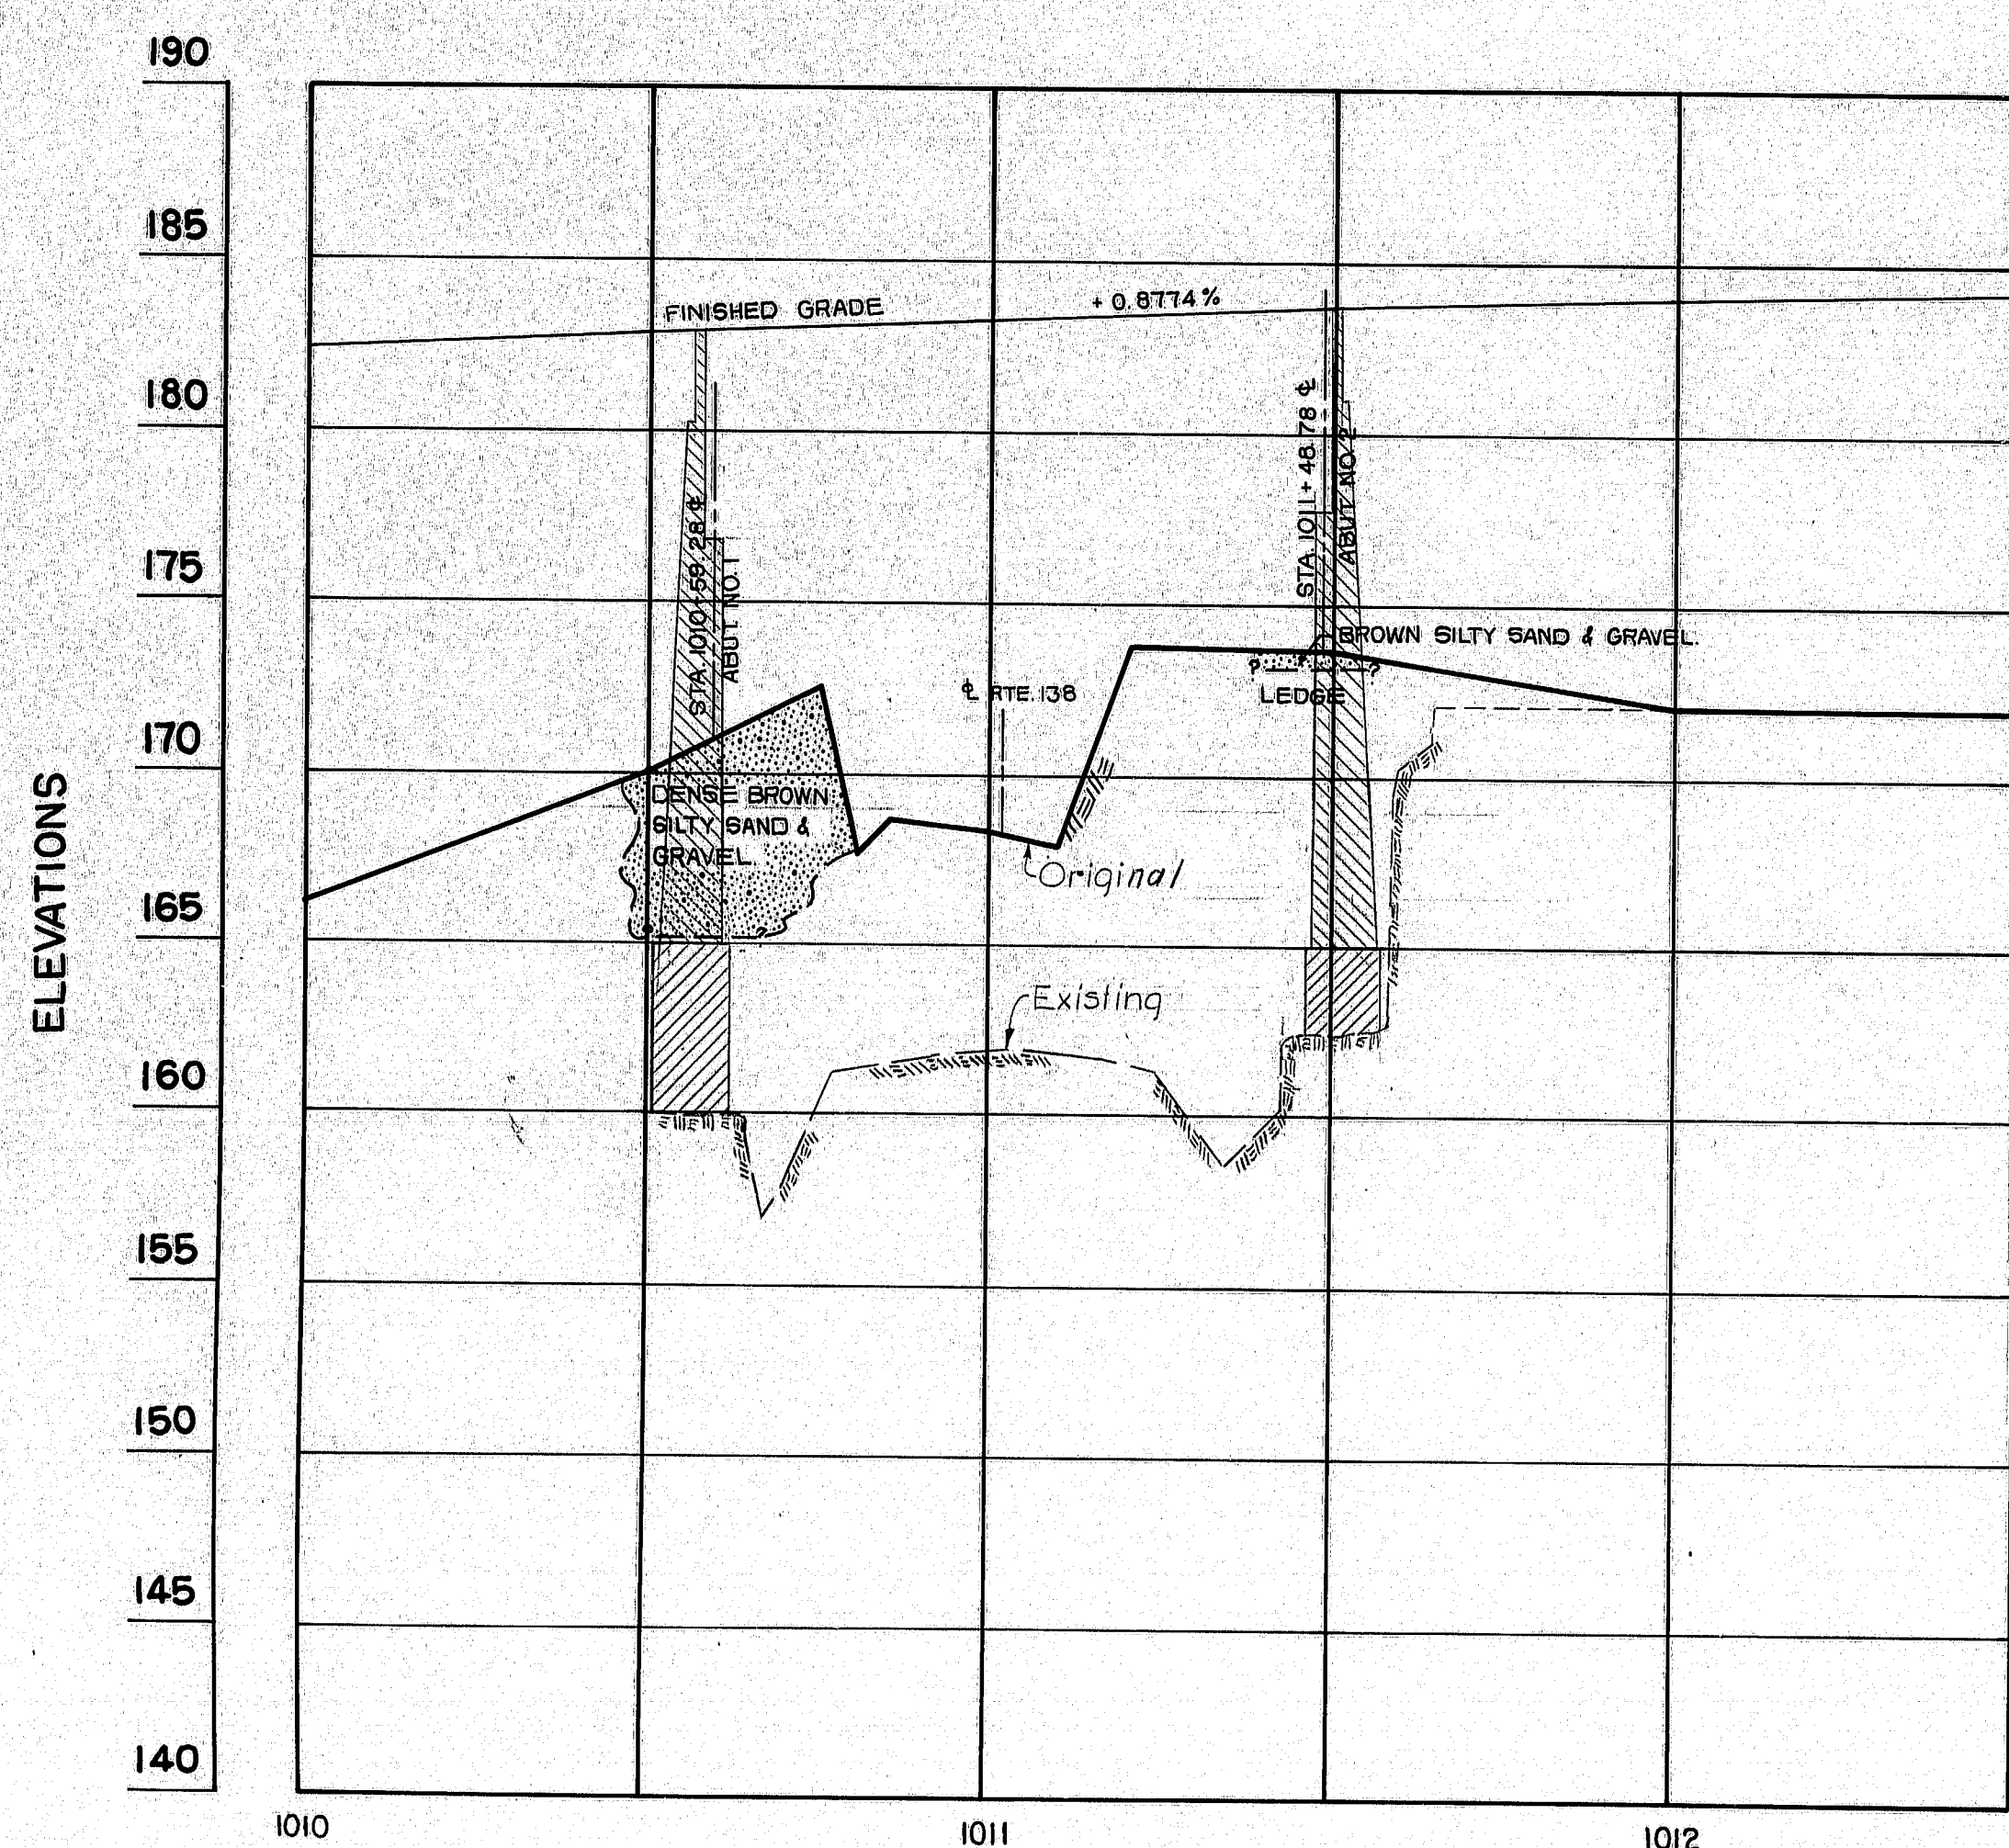 190
185
FINISHED GRADE
+ 0.8774%
180
STA. 1010+59.28 ℄
ABUT NO. 1
STA. 1011+48.78 ℄
ABUT NO. 2
175
BROWN SILTY SAND & GRAVEL.
? ? ?
LEDGE
℄ RTE. 138
170
DENSE BROWN
SILTY SAND &
GRAVEL
Original
165
? ?
ELEVATIONS
Existing
160
155
150
145
140
1010
1011
1012